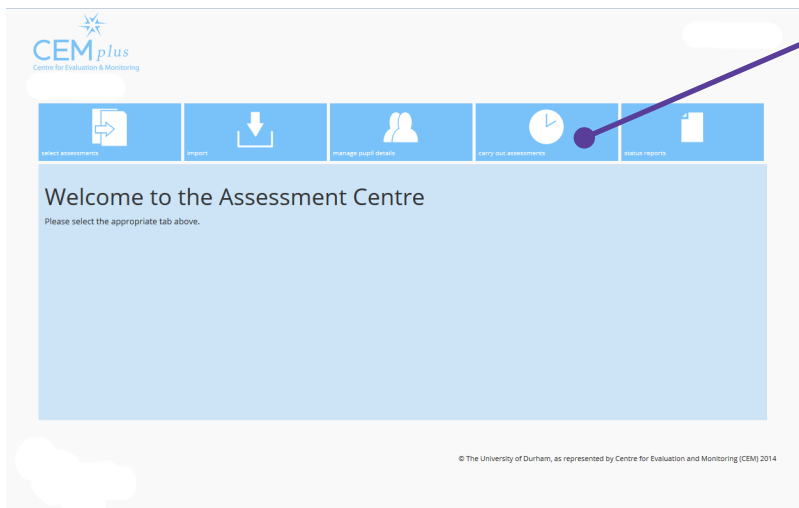 CEM plus
Centre for Evaluation & Monitoring
select assessments
import
manage pupil details
carry out assessments
status reports
Welcome to the Assessment Centre
Please select the appropriate tab above.
© The University of Durham, as represented by Centre for Evaluation and Monitoring (CEM) 2014